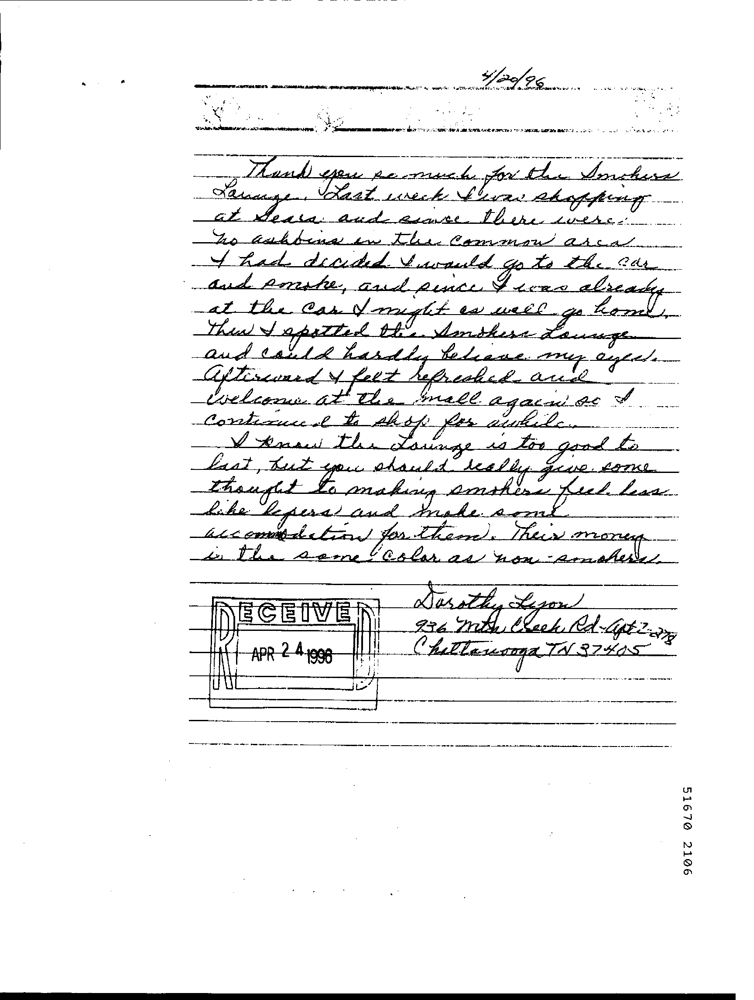 4/20/96
Thank you so much for the Smokers
Lounge. Last week I was shopping
at Sears and since there were
no ashbins in the common area
I had decided I would go to the car
and smoke, and since I was already
at the car I might as well go home.
Then I spotted the Smokers Lounge
and could hardly believe my eyes.
Afterward I felt refreshed and
welcome at the mall again so I
continued to shop for awhile.
I know the Lounge is too good to
last, but you should really give some
thought to making smokers feel less
like lepers and make some
accommodation for them. Their money
is the same color as non-smokers.
Dorothy Lyon
936 Mtn Creek Rd-Apt 2-278
Chattanooga TN 37405
RECEIVED
APR 24 1996
51670 2106